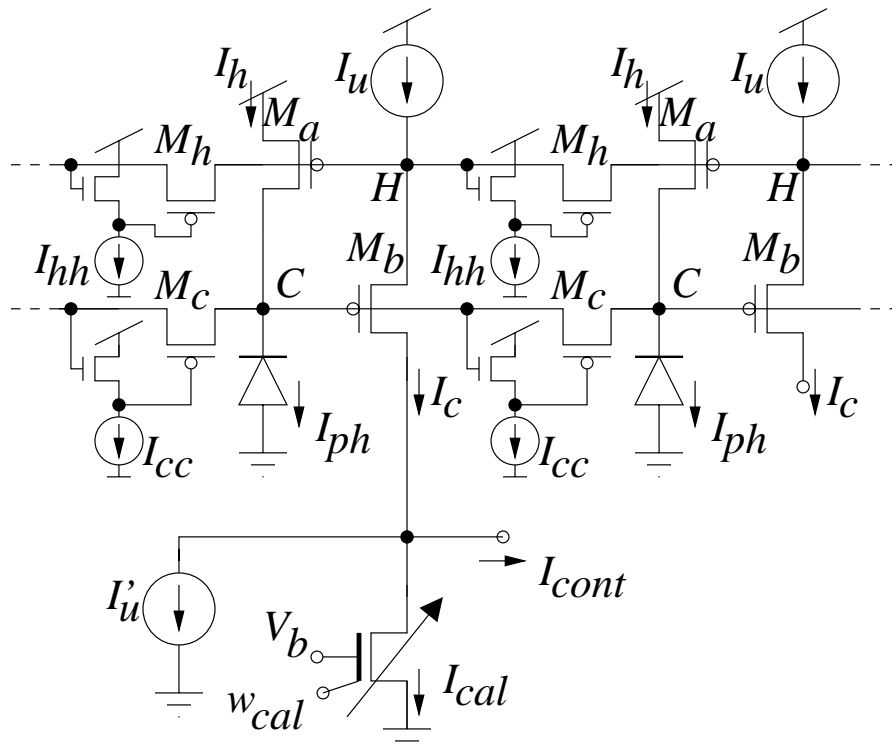 I_h I_u I_h I_u
M_h M_a M_h M_a
H H
I_hh M_b I_hh M_b
M_c C M_c C
I_cc I_ph I_c I_cc I_ph I_c
I'_u I_cont
V_b
w_cal I_cal